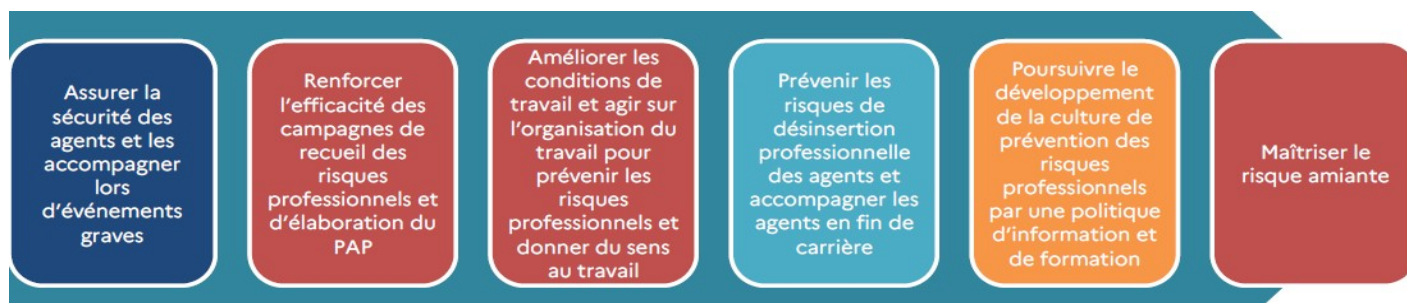 Assurer la
sécurité des
agents et les
accompagner
lors
d’événements
graves
Renforcer
l’efficacité des
campagnes de
recueil des
risques
professionnels et
d’élaboration du
PAP
Améliorer les
conditions de
travail et agir sur
l’organisation du
travail pour
prévenir les
risques
professionnels et
donner du sens
au travail
Prévenir les
risques de
désinsertion
professionnelle
des agents et
accompagner les
agents en fin de
carrière
Poursuivre le
développement
de la culture de
prévention des
risques
professionnels
par une politique
d’information et
de formation
Maîtriser le
risque amiante